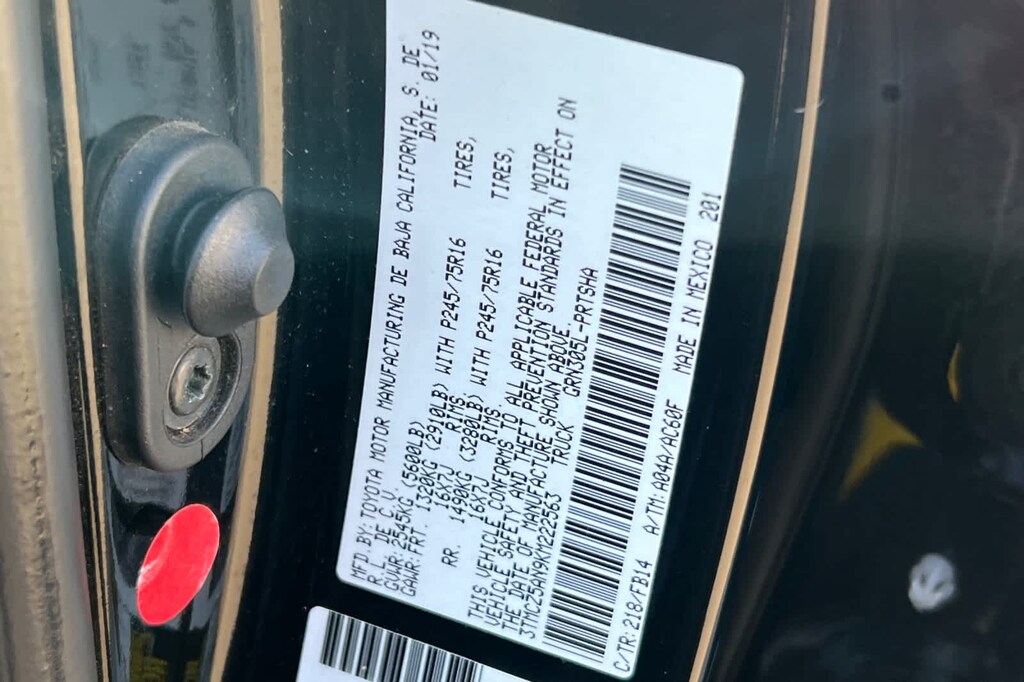 MFD.BY:TOYOTA MOTOR MANUFACTURING DE BAJA CALIFORNIA, S. DE
R.L. DE C.V. DATE: 01/19
GVWR:2545KG (5600LB)
GAWR:FRT. 1320KG (2910LB) WITH P245/75R16 TIRES,
16X7J RIMS
RR. 1490KG (3290LB) WITH P245/75R16 TIRES,
16X7J RIMS
THIS VEHICLE CONFORMS TO ALL APPLICABLE FEDERAL MOTOR
VEHICLE SAFETY AND THEFT PREVENTION STANDARDS IN EFFECT ON
THE DATE OF MANUFACTURE SHOWN ABOVE.
3TMCZ5AN9KM222563 TRUCK GRN305L-PRTSHA
C/TR:218/FB14 A/TM:A04A/AC60F MADE IN MEXICO 201